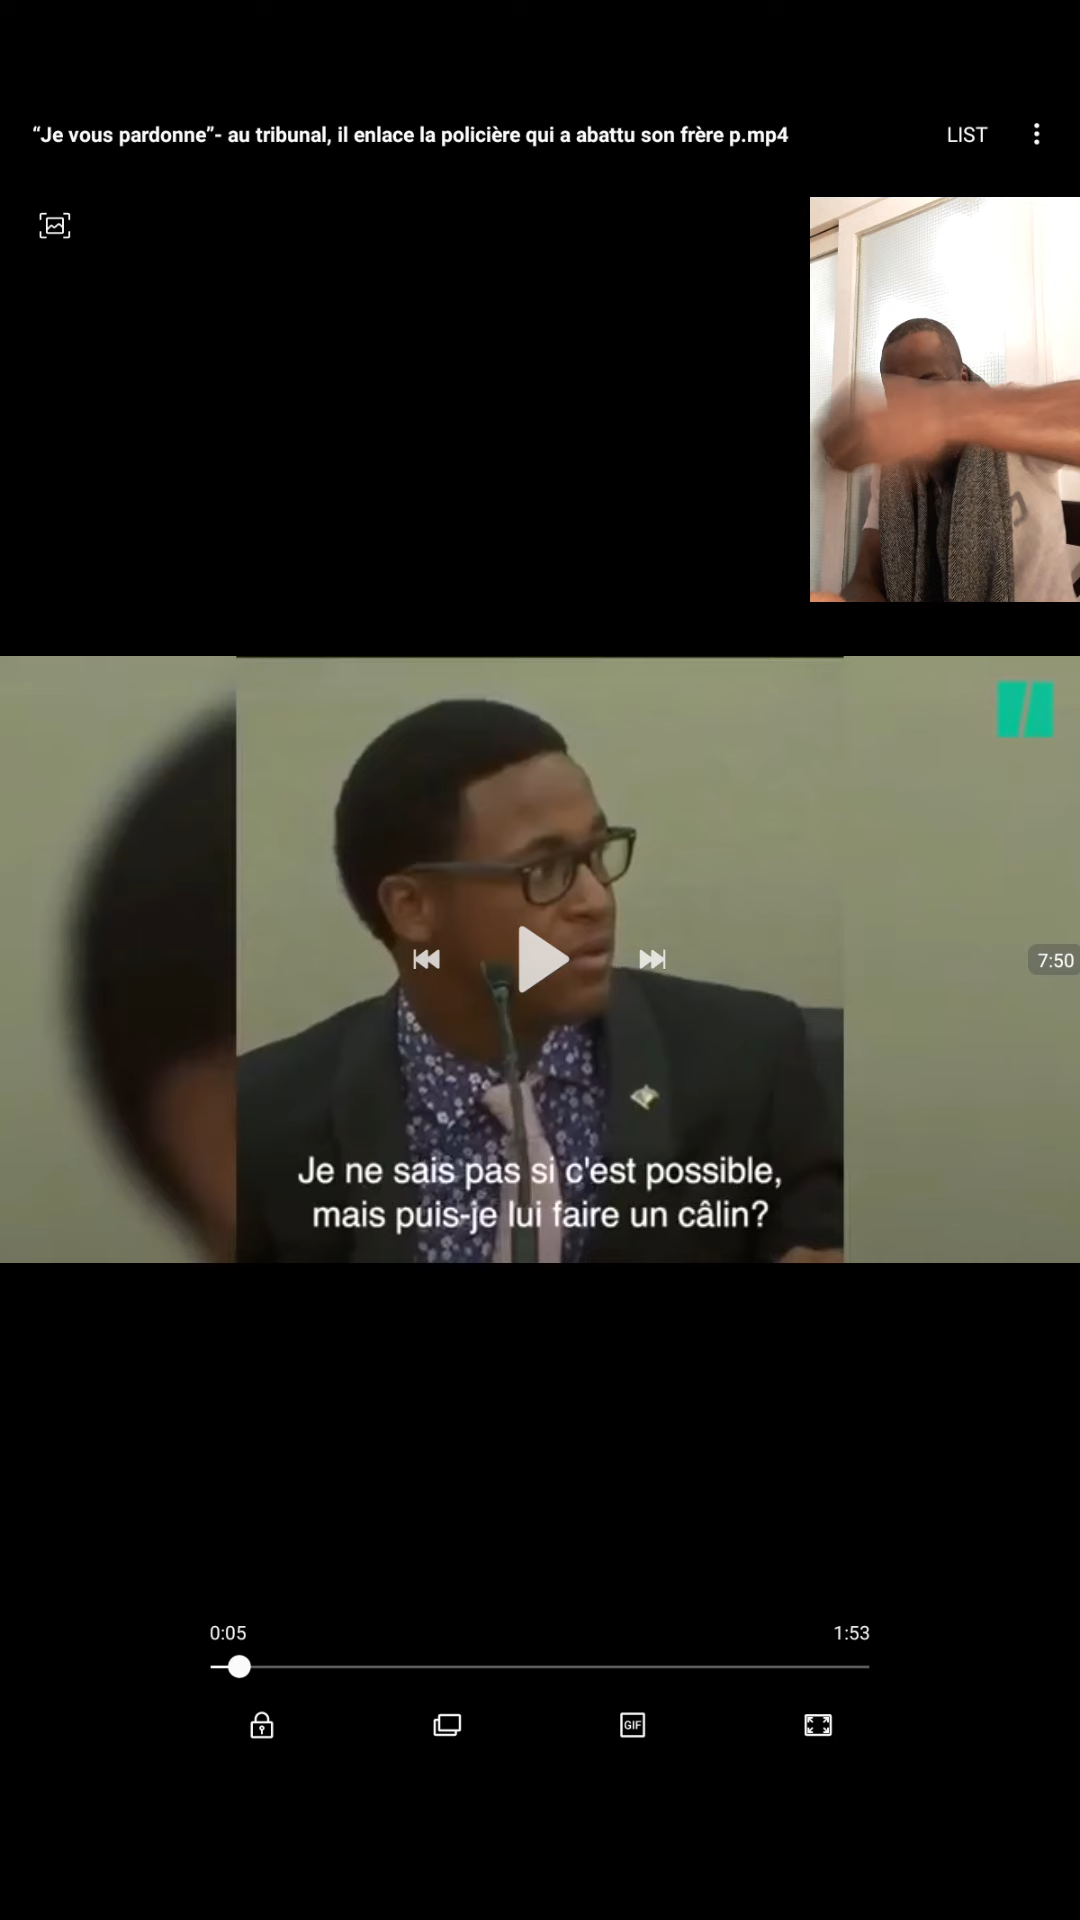 “Je vous pardonne”- au tribunal, il enlace la policière qui a abattu son frère p.mp4
LIST
7:50
Je ne sais pas si c'est possible,
mais puis-je lui faire un câlin?
0:05
1:53
GIF